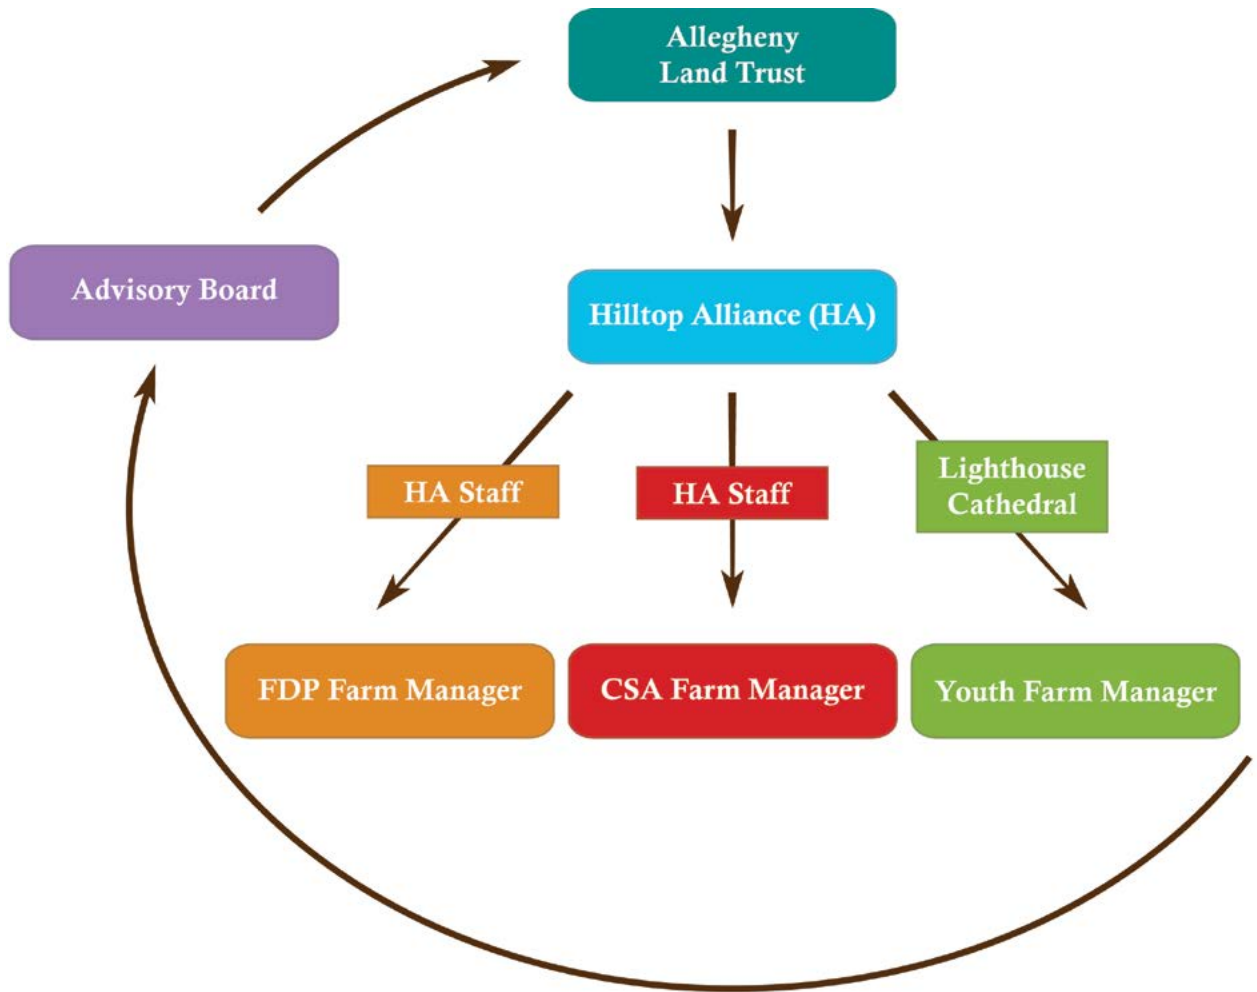 Allegheny
Land Trust
Advisory Board
Hilltop Alliance (HA)
HA Staff
HA Staff
Lighthouse
Cathedral
FDP Farm Manager
CSA Farm Manager
Youth Farm Manager